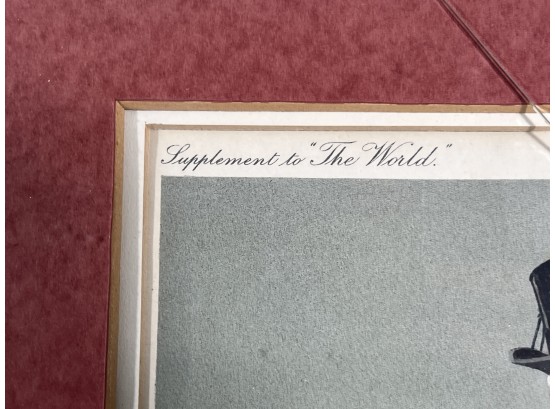 Supplement to "The World."